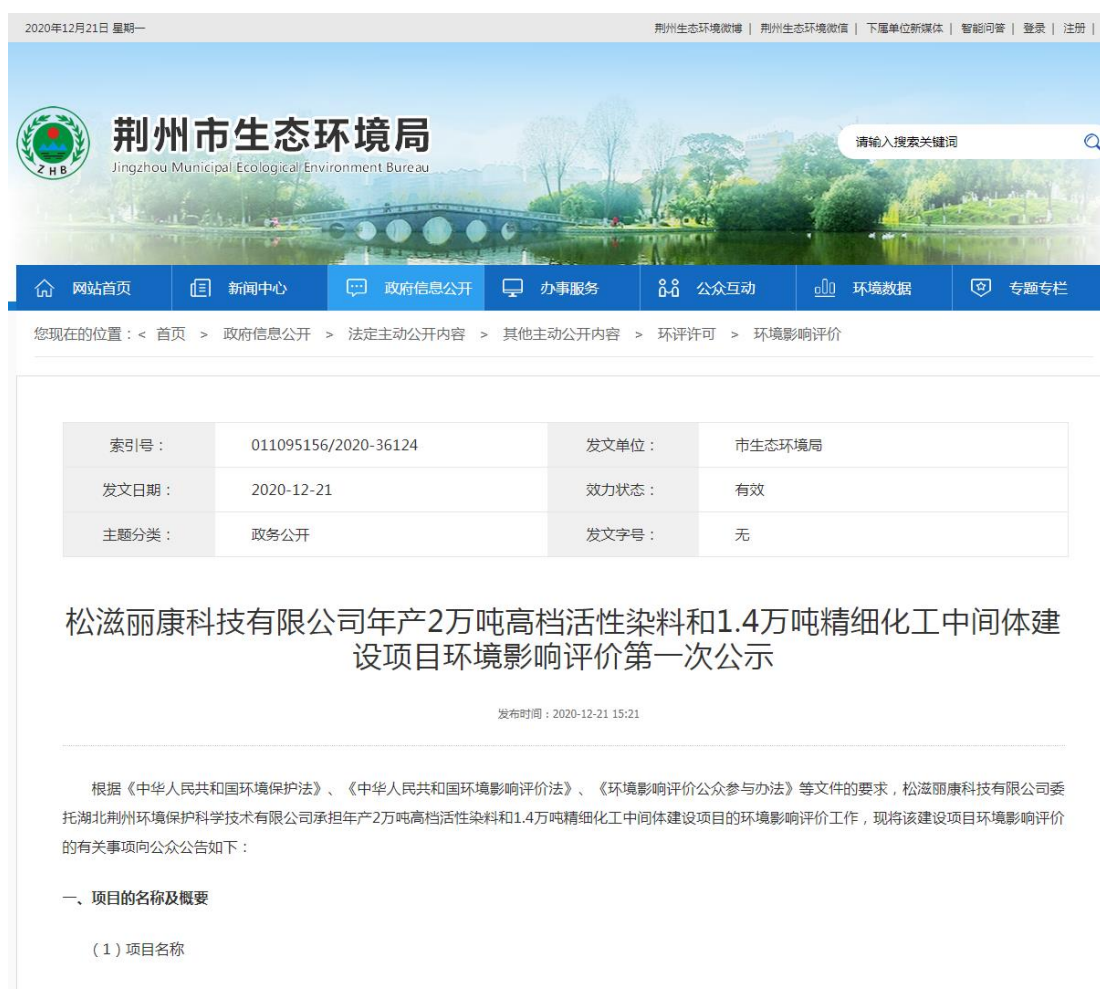 2020年12月21日 星期一
荆州生态环境微博 | 荆州生态环境微信 | 下属单位新媒体 | 智能问答 | 登录 | 注册 |
荆州市生态环境局
Jingzhou Municipal Ecological Environment Bureau
ZHB
请输入搜索关键词
网站首页 新闻中心 政府信息公开 办事服务 公众互动 环境数据 专题专栏
您现在的位置：< 首页 > 政府信息公开 > 法定主动公开内容 > 其他主动公开内容 > 环评许可 > 环境影响评价
索引号： 011095156/2020-36124 发文单位： 市生态环境局
发文日期： 2020-12-21 效力状态： 有效
主题分类： 政务公开 发文字号： 无
松滋丽康科技有限公司年产2万吨高档活性染料和1.4万吨精细化工中间体建
设项目环境影响评价第一次公示
发布时间：2020-12-21 15:21
根据《中华人民共和国环境保护法》、《中华人民共和国环境影响评价法》、《环境影响评价公众参与办法》等文件的要求，松滋丽康科技有限公司委
托湖北荆州环境保护科学技术有限公司承担年产2万吨高档活性染料和1.4万吨精细化工中间体建设项目的环境影响评价工作，现将该建设项目环境影响评价
的有关事项向公众公告如下：
一、项目的名称及概要
（1）项目名称